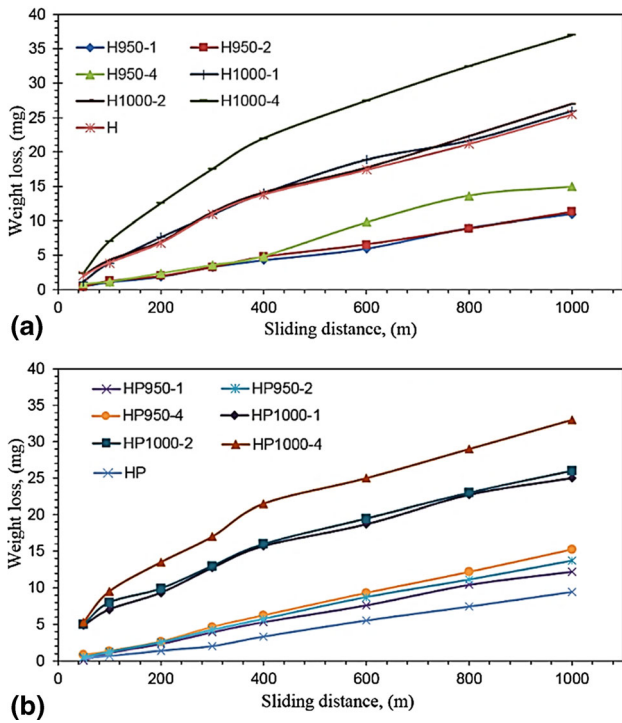 40
35
30
25
20
15
10
5
0
Weight loss, (mg)
H950-1 H950-2
H950-4 H1000-1
H1000-2 H1000-4
H
0 200 400 600 800 1000
Sliding distance, (m)
(a)
40
35
30
25
20
15
10
5
0
Weight loss, (mg)
HP950-1 HP950-2
HP950-4 HP1000-1
HP1000-2 HP1000-4
HP
0 200 400 600 800 1000
Sliding distance, (m)
(b)